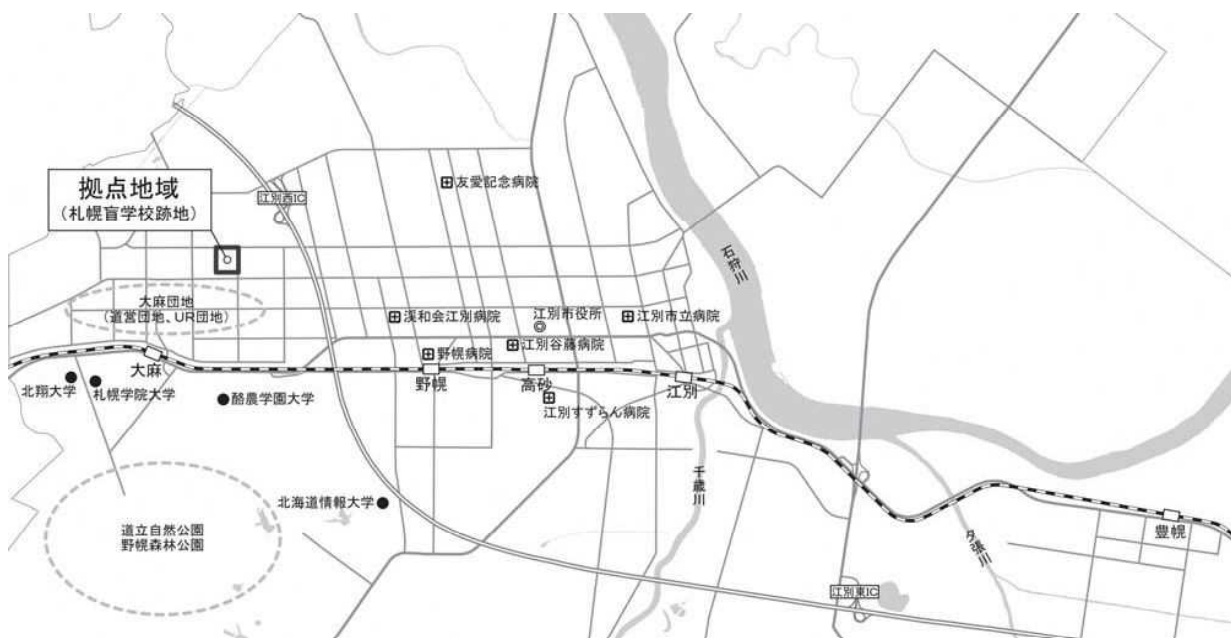 友愛記念病院
拠点地域
(札幌盲学校跡地)
江別西IC
石狩川
大麻団地
(道営団地、UR団地)
渓和会江別病院
江別市役所
江別市立病院
野幌病院
江別谷藤病院
大麻
野幌
高砂
江別
北翔大学
札幌学院大学
酪農学園大学
江別すずらん病院
千歳川
北海道情報大学
道立自然公園
野幌森林公園
夕張川
豊幌
江別東IC